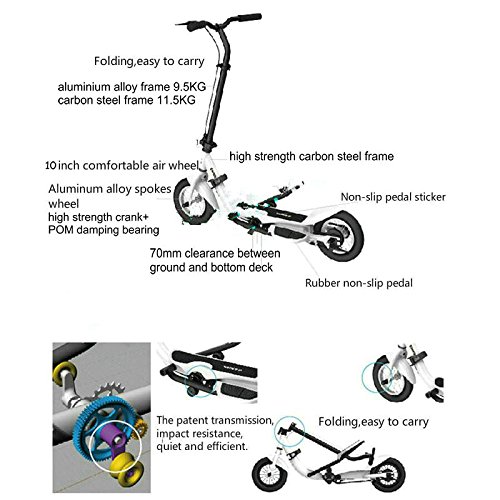 Folding,easy to carry
aluminium alloy frame 9.5KG
carbon steel frame 11.5KG
high strength carbon steel frame
10 inch comfortable air wheel
Aluminum alloy spokes
wheel
high strength crank+
POM damping bearing
Non-slip pedal sticker
70mm clearance between
ground and bottom deck
Rubber non-slip pedal
The patent transmission,
impact resistance,
quiet and efficient.
Folding,easy to carry